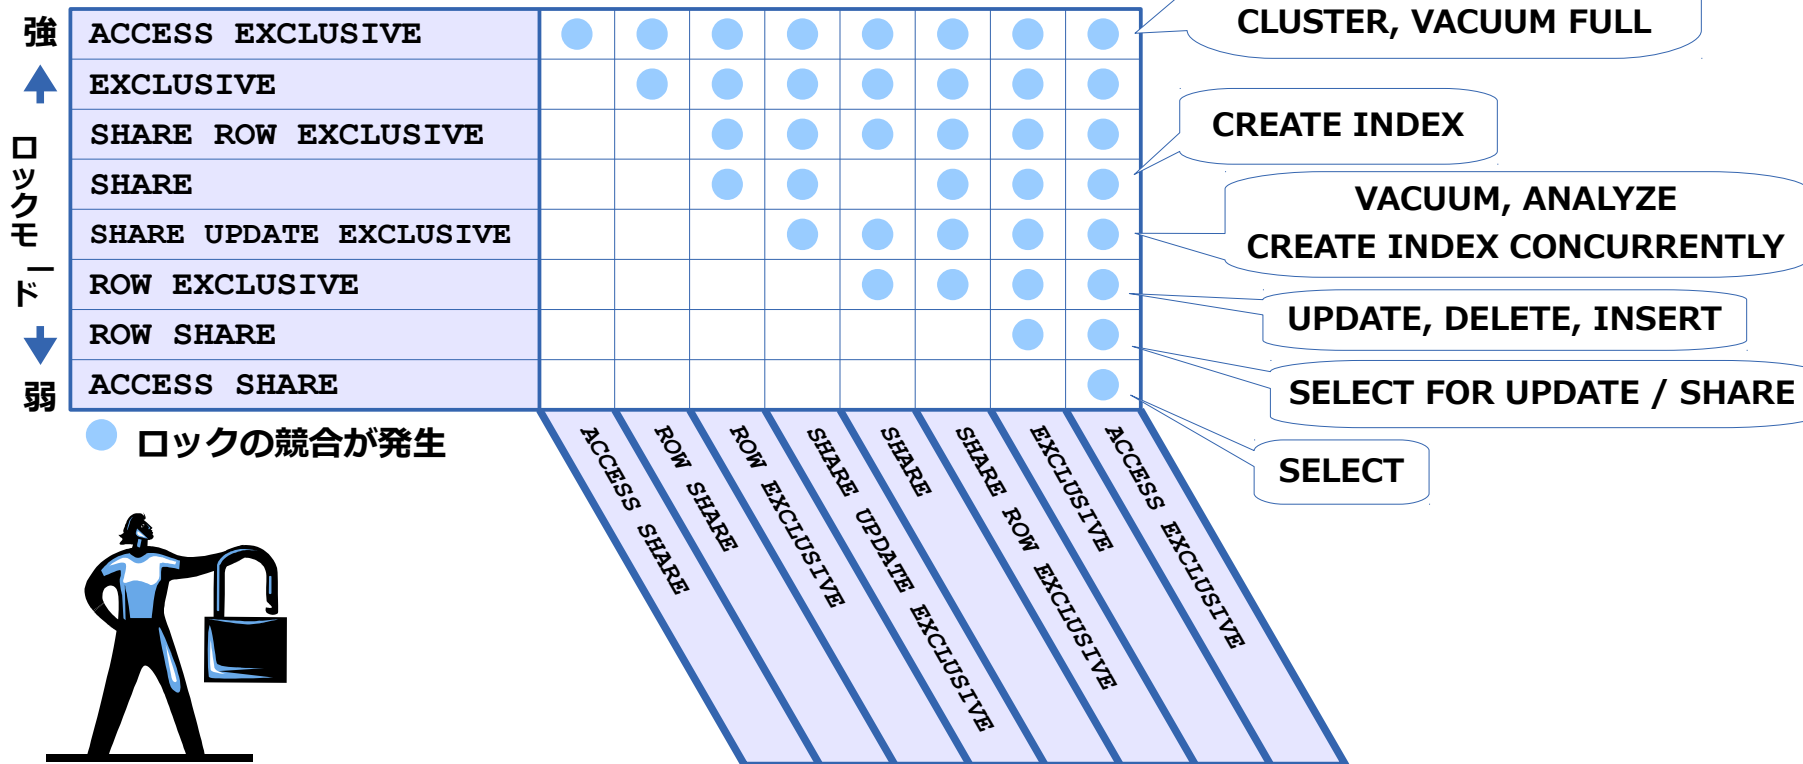 強
ロックモード
弱
ACCESS EXCLUSIVE
EXCLUSIVE
SHARE ROW EXCLUSIVE
SHARE
SHARE UPDATE EXCLUSIVE
ROW EXCLUSIVE
ROW SHARE
ACCESS SHARE
CLUSTER, VACUUM FULL
CREATE INDEX
VACUUM, ANALYZE
CREATE INDEX CONCURRENTLY
UPDATE, DELETE, INSERT
SELECT FOR UPDATE / SHARE
SELECT
ロックの競合が発生
ACCESS SHARE
ROW SHARE
ROW EXCLUSIVE
SHARE UPDATE EXCLUSIVE
SHARE
SHARE ROW EXCLUSIVE
EXCLUSIVE
ACCESS EXCLUSIVE